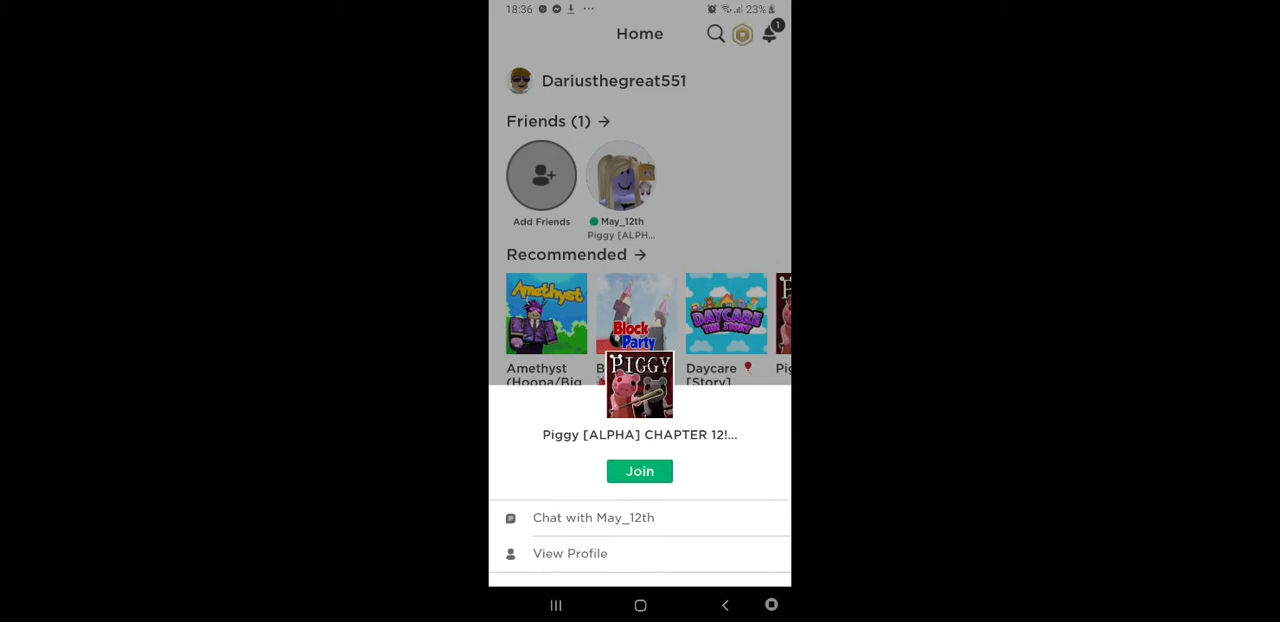 18:36 ... 23%
Home
1
Dariusthegreat551
Friends (1) →
Add Friends
May_12th
Piggy [ALPH...
Recommended →
Amethyst
Block
Party
DAYCARE
THE STORY
P
Amethyst
(Hoopa/Big
B
Daycare
[Story]
Pig
PIGGY
Piggy [ALPHA] CHAPTER 12!...
Join
Chat with May_12th
View Profile